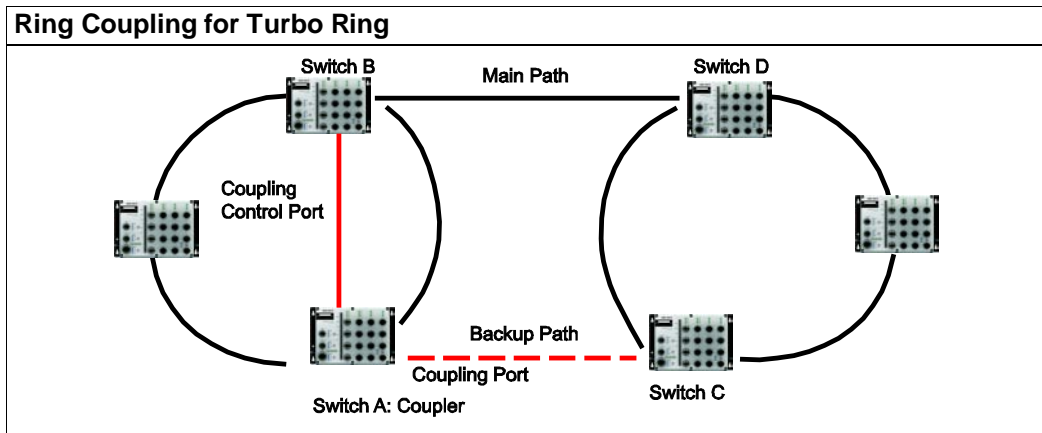 Ring Coupling for Turbo Ring
Switch B
Main Path
Switch D
Coupling
Control Port
Backup Path
Coupling Port
Switch C
Switch A: Coupler